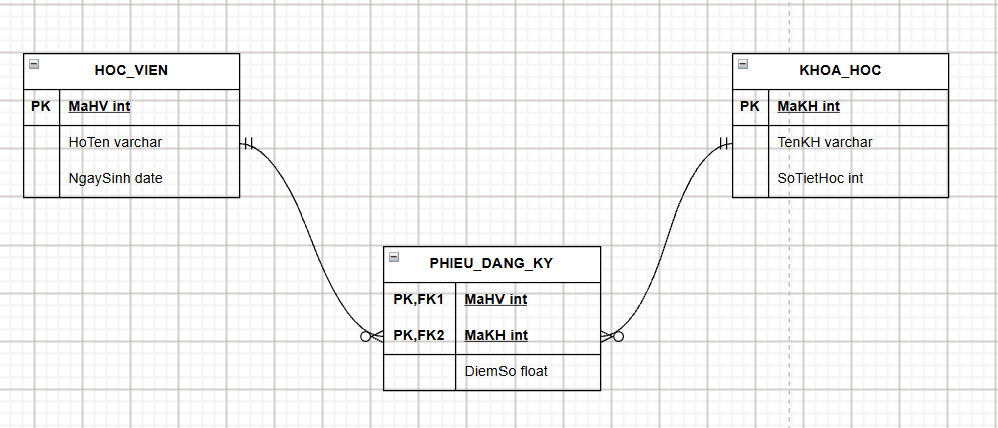 HOC_VIEN
PK MaHV int
HoTen varchar
NgaySinh date
KHOA_HOC
PK MaKH int
TenKH varchar
SoTietHoc int
PHIEU_DANG_KY
PK,FK1 MaHV int
PK,FK2 MaKH int
DiemSo float